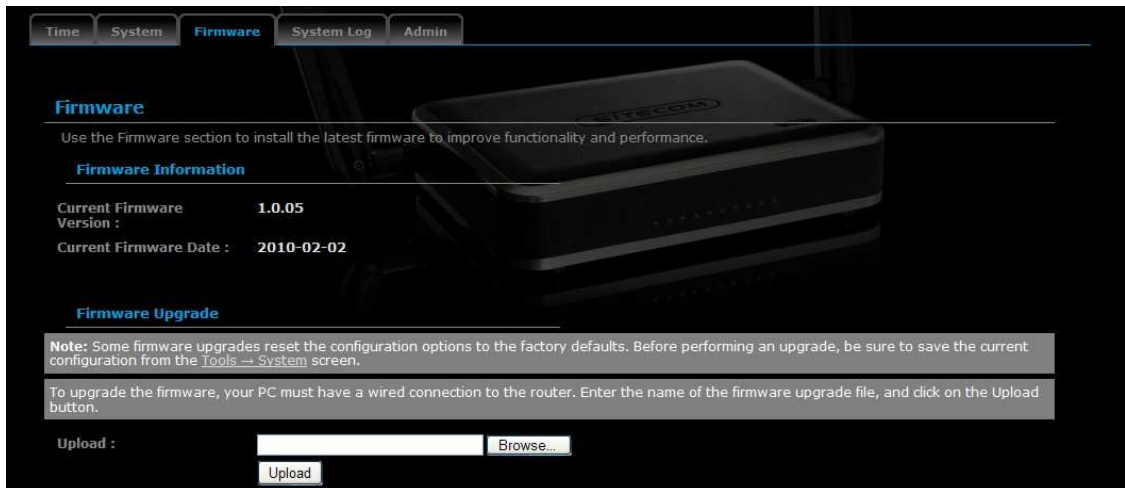 Time System Firmware System Log Admin
SITECOM
Firmware
Use the Firmware section to install the latest firmware to improve functionality and performance.
Firmware Information
Current Firmware
Version :
1.0.05
Current Firmware Date : 2010-02-02
Firmware Upgrade
Note: Some firmware upgrades reset the configuration options to the factory defaults. Before performing an upgrade, be sure to save the current
configuration from the Tools → System screen.
To upgrade the firmware, your PC must have a wired connection to the router. Enter the name of the firmware upgrade file, and click on the Upload
button.
Upload : Browse...
Upload